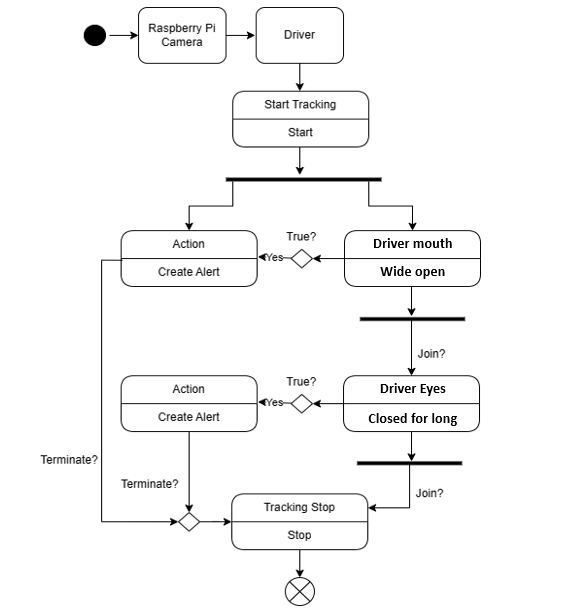 Raspberry Pi
Camera
Driver
Start Tracking
Start
Action
Create Alert
True?
Yes
Driver mouth
Wide open
Join?
Action
Create Alert
True?
Yes
Driver Eyes
Closed for long
Terminate?
Terminate?
Join?
Tracking Stop
Stop